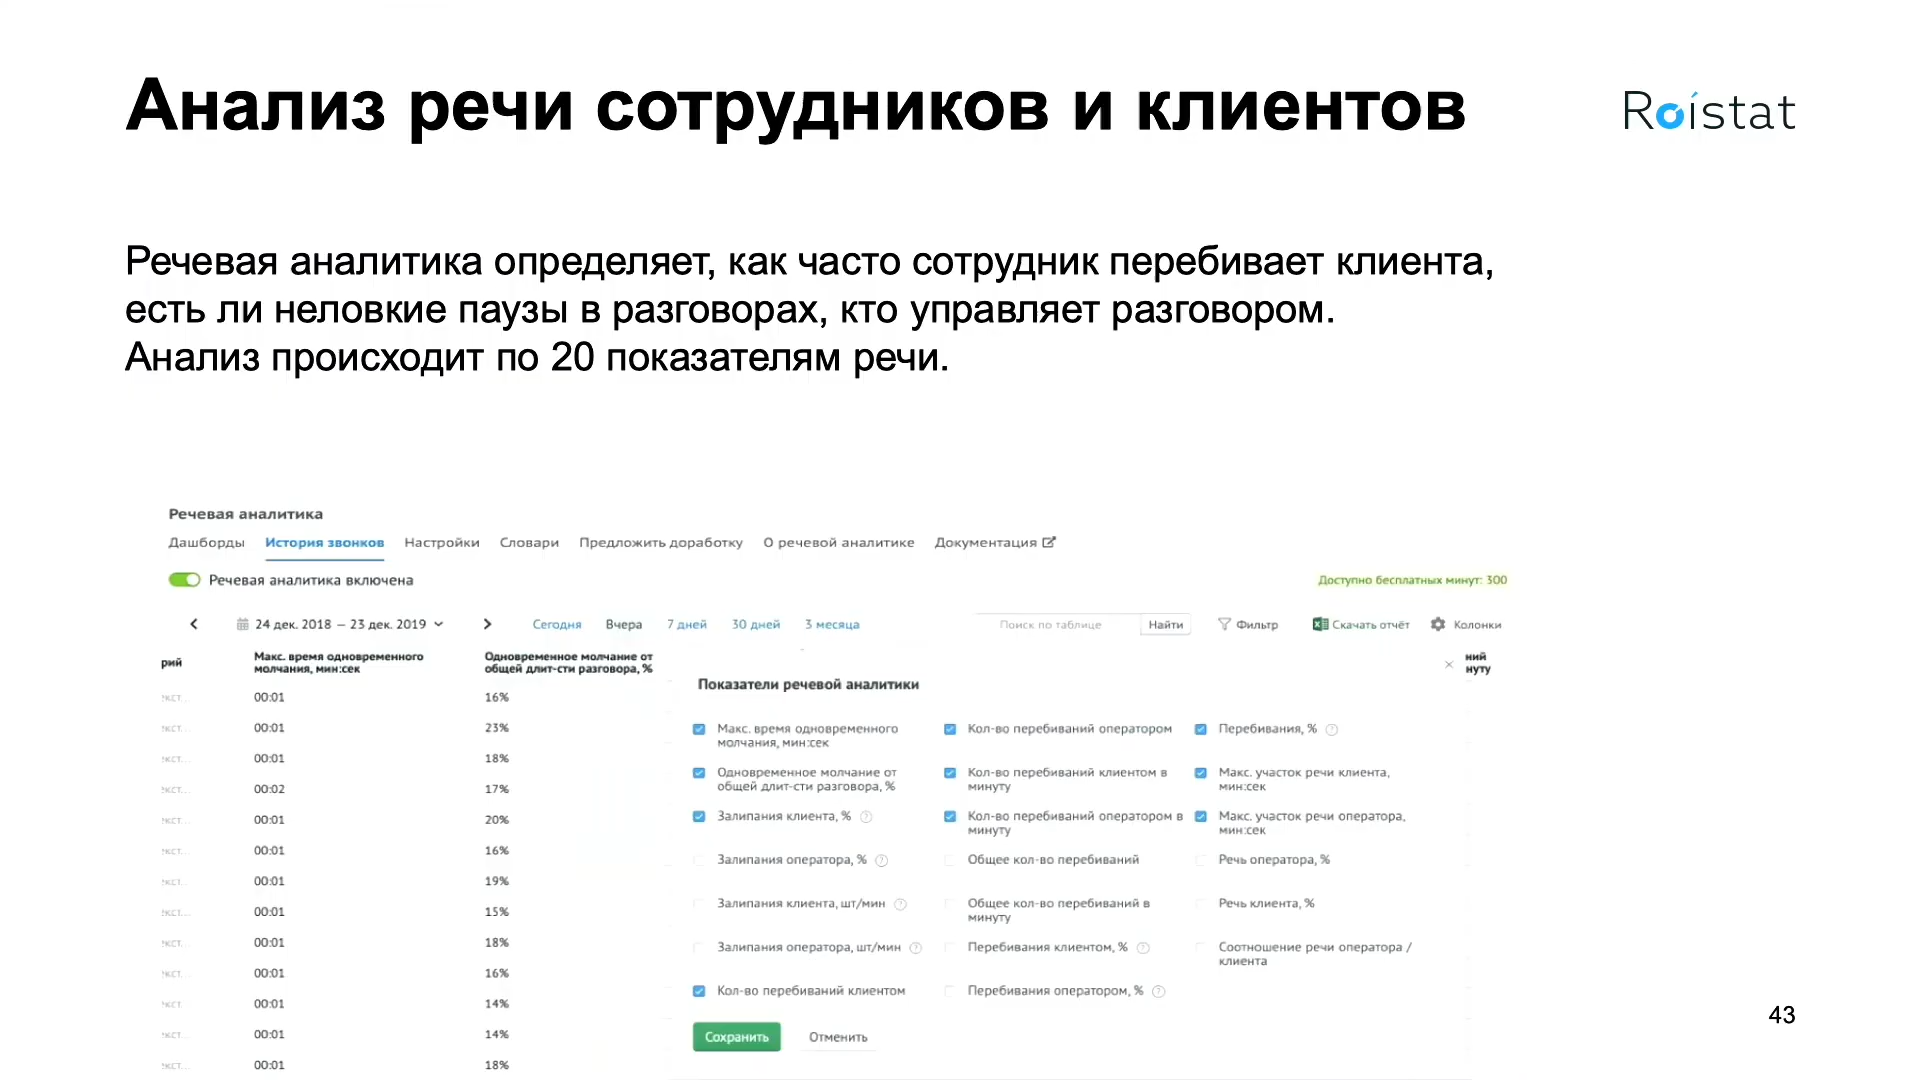 Анализ речи сотрудников и клиентов
Roistat
Речевая аналитика определяет, как часто сотрудник перебивает клиента,
есть ли неловкие паузы в разговорах, кто управляет разговором.
Анализ происходит по 20 показателям речи.
Речевая аналитика
Дашборды История звонков Настройки Словари Предложить доработку О речевой аналитике Документация
Речевая аналитика включена
Доступно бесплатных минут: 300
24 дек. 2018 — 23 дек. 2019 Сегодня Вчера 7 дней 30 дней 3 месяца Поиск по таблице Найти Фильтр Скачать отчёт Колонки
рий
Макс. время одновременного
молчания, мин:сек
Одновременное молчание от
общей длит-сти разговора, %
ний
нуту
00:01 16%
00:01 23%
00:01 18%
00:02 17%
00:01 20%
00:01 16%
00:01 19%
00:01 15%
00:01 18%
00:01 16%
00:01 14%
00:01 14%
00:01 18%
Показатели речевой аналитики
Макс. время одновременного
молчания, мин:сек
Одновременное молчание от
общей длит-сти разговора, %
Залипания клиента, %
Залипания оператора, %
Залипания клиента, шт/мин
Залипания оператора, шт/мин
Кол-во перебиваний клиентом
Кол-во перебиваний оператором
Кол-во перебиваний клиентом в
минуту
Кол-во перебиваний оператором в
минуту
Общее кол-во перебиваний
Общее кол-во перебиваний в
минуту
Перебивания клиентом, %
Перебивания оператором, %
Перебивания, %
Макс. участок речи клиента,
мин:сек
Макс. участок речи оператора,
мин:сек
Речь оператора, %
Речь клиента, %
Соотношение речи оператора /
клиента
Сохранить Отменить
43